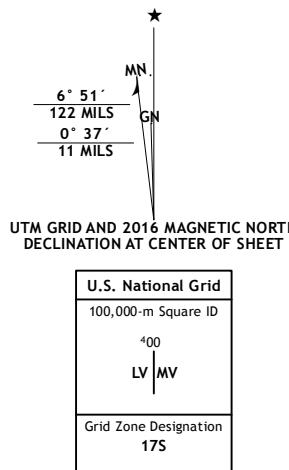 ★
MN
GN
6° 51´
122 MILS
0° 37´
11 MILS
UTM GRID AND 2016 MAGNETIC NORT
DECLINATION AT CENTER OF SHEET
U.S. National Grid
100,000-m Square ID
⁴00
LV MV
Grid Zone Designation
17S